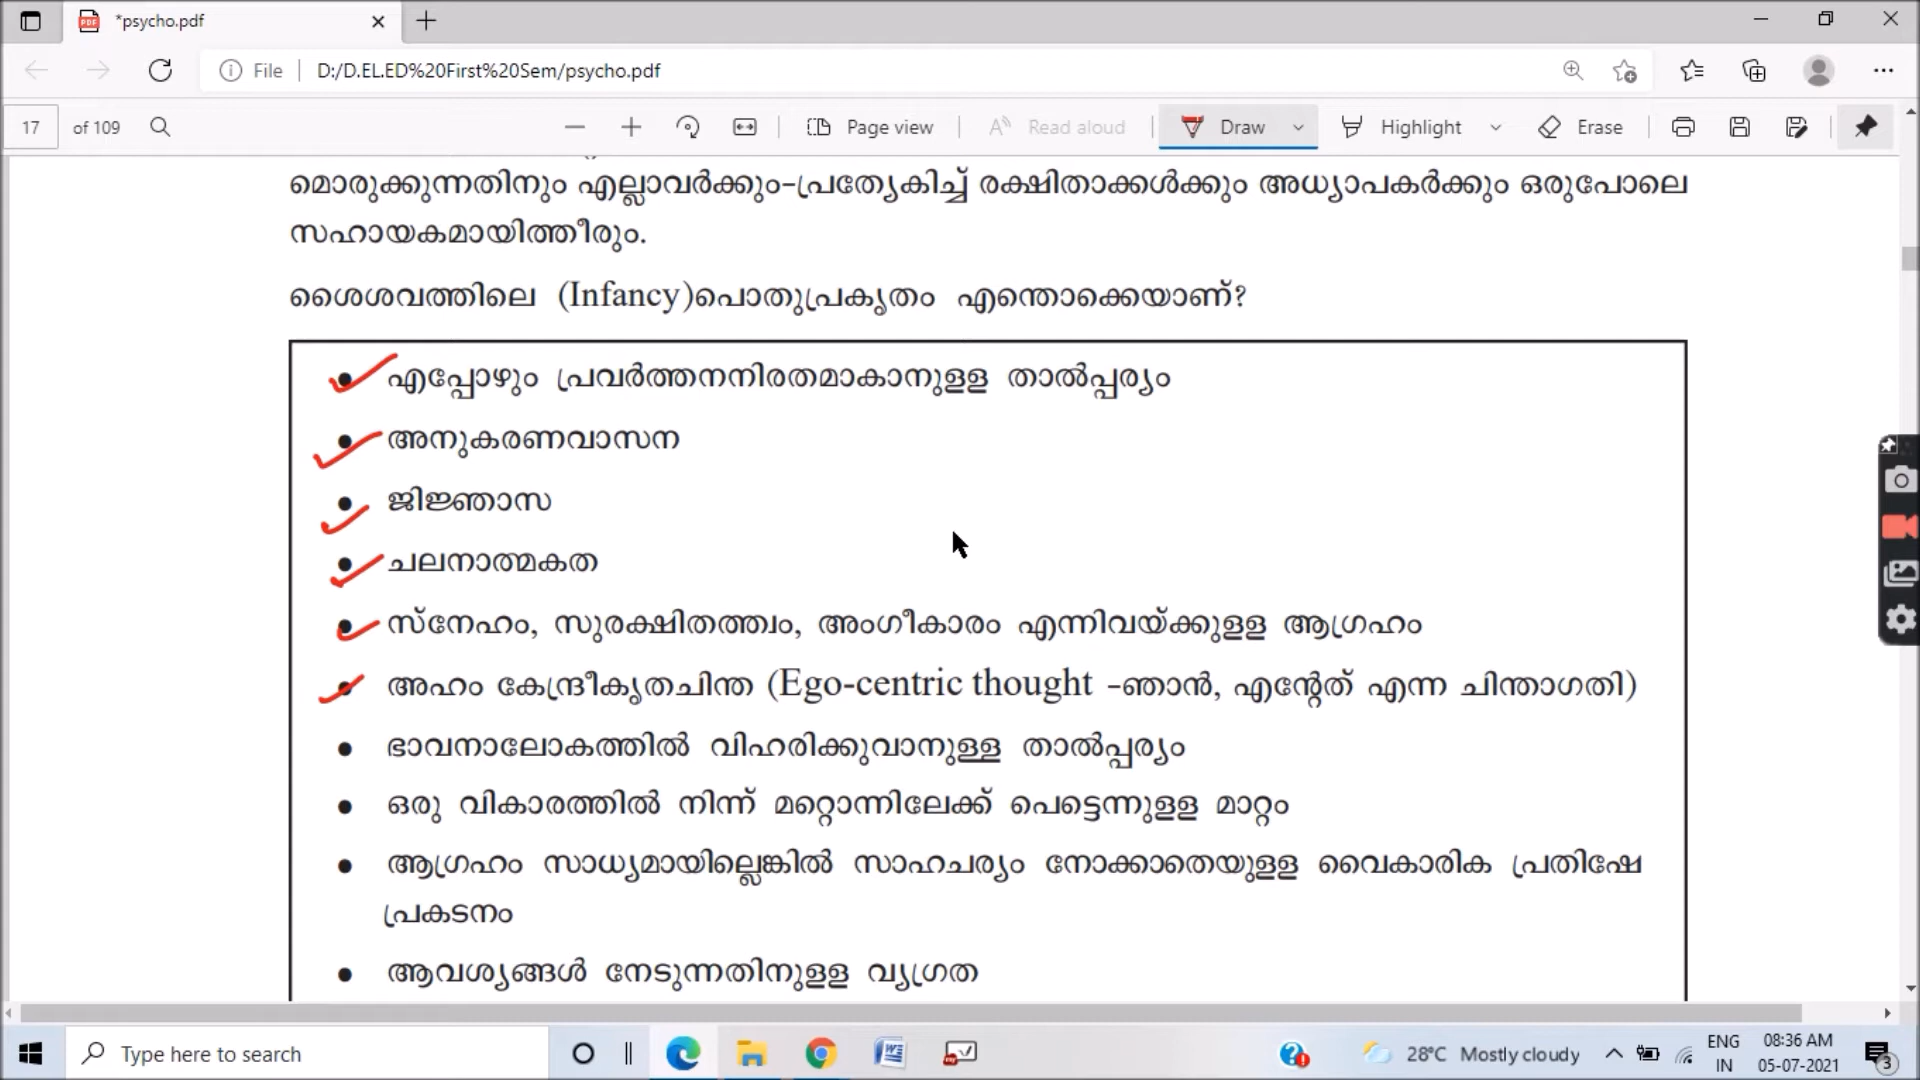 *psycho.pdf
File D:/D.EL.ED%20First%20Sem/psycho.pdf
17 of 109 Page view Read aloud Draw Highlight Erase
മൊരുക്കുന്നതിനും എല്ലാവർക്കും-പ്രത്യേകിച്ച് രക്ഷിതാക്കൾക്കും അധ്യാപകർക്കും ഒരുപോലെ
സഹായകമായിത്തീരും.
ശൈശവത്തിലെ (Infancy)പൊതുപ്രകൃതം എന്തൊക്കെയാണ്?
• എപ്പോഴും പ്രവർത്തനനിരതമാകാനുള്ള താൽപ്പര്യം
• അനുകരണവാസന
• ജിജ്ഞാസ
• ചലനാത്മകത
• സ്നേഹം, സുരക്ഷിതത്ത്വം, അംഗീകാരം എന്നിവയ്ക്കുള്ള ആഗ്രഹം
• അഹം കേന്ദ്രീകൃതചിന്ത (Ego-centric thought -ഞാൻ, എന്റേത് എന്ന ചിന്താഗതി)
• ഭാവനാലോകത്തിൽ വിഹരിക്കുവാനുള്ള താൽപ്പര്യം
• ഒരു വികാരത്തിൽ നിന്ന് മറ്റൊന്നിലേക്ക് പെട്ടെന്നുള്ള മാറ്റം
• ആഗ്രഹം സാധ്യമായില്ലെങ്കിൽ സാഹചര്യം നോക്കാതെയുള്ള വൈകാരിക പ്രതിഷേ
പ്രകടനം
• ആവശ്യങ്ങൾ നേടുന്നതിനുള്ള വ്യഗ്രത
Type here to search 28°C Mostly cloudy ENG 08:36 AM
IN 05-07-2021 3